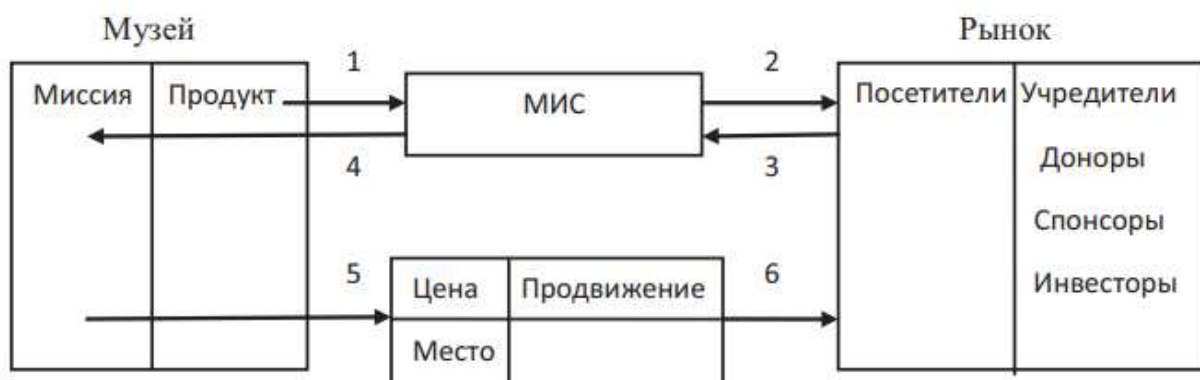 Музей
Рынок
1
2
Миссия
Продукт
МИС
Посетители
Учредители
4
3
Доноры
Спонсоры
5
6
Цена
Продвижение
Инвесторы
Место